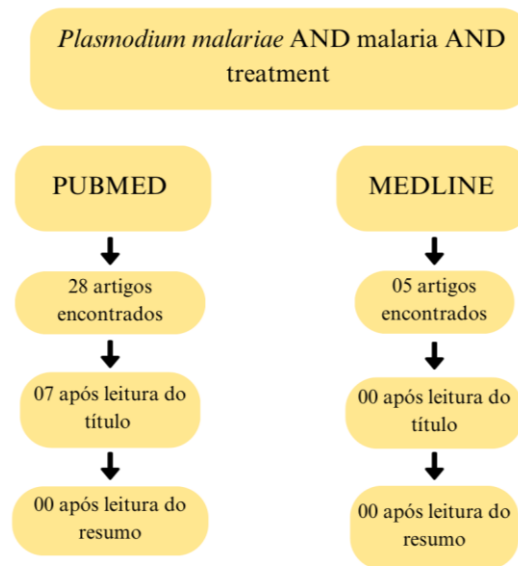 Plasmodium malariae AND malaria AND
treatment
PUBMED
28 artigos
encontrados
07 após leitura do
título
00 após leitura do
resumo
MEDLINE
05 artigos
encontrados
00 após leitura do
título
00 após leitura do
resumo